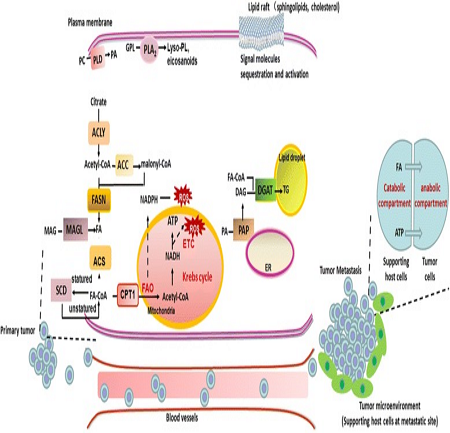 Lipid raft (sphingolipids, cholesterol)
Plasma membrane
GPL
PLA2
Lyso-PL,
eicosanoids
PC
PLD
PA
Signal molecules
sequestration and activation
Citrate
ACLY
Acetyl-CoA
ACC
malonyl-CoA
FASN
NADPH
ROS
MAG
MAGL
FA
ATP
ROS
ETC
NADH
Krebs cycle
ACS
statured
SCD
FA-CoA
unstatured
CPT1
FAO
Acetyl-CoA
Mitochondria
Lipid droplet
FA-CoA
DAG
DGAT
TG
PA
PAP
ER
FA
Catabolic
compartment
anabolic
compartment
ATP
Supporting
host cells
Tumor
cells
Tumor Metastasis
Primary tumor
Blood vessels
Tumor microenvironment
(Supporting host cells at metastatic site)